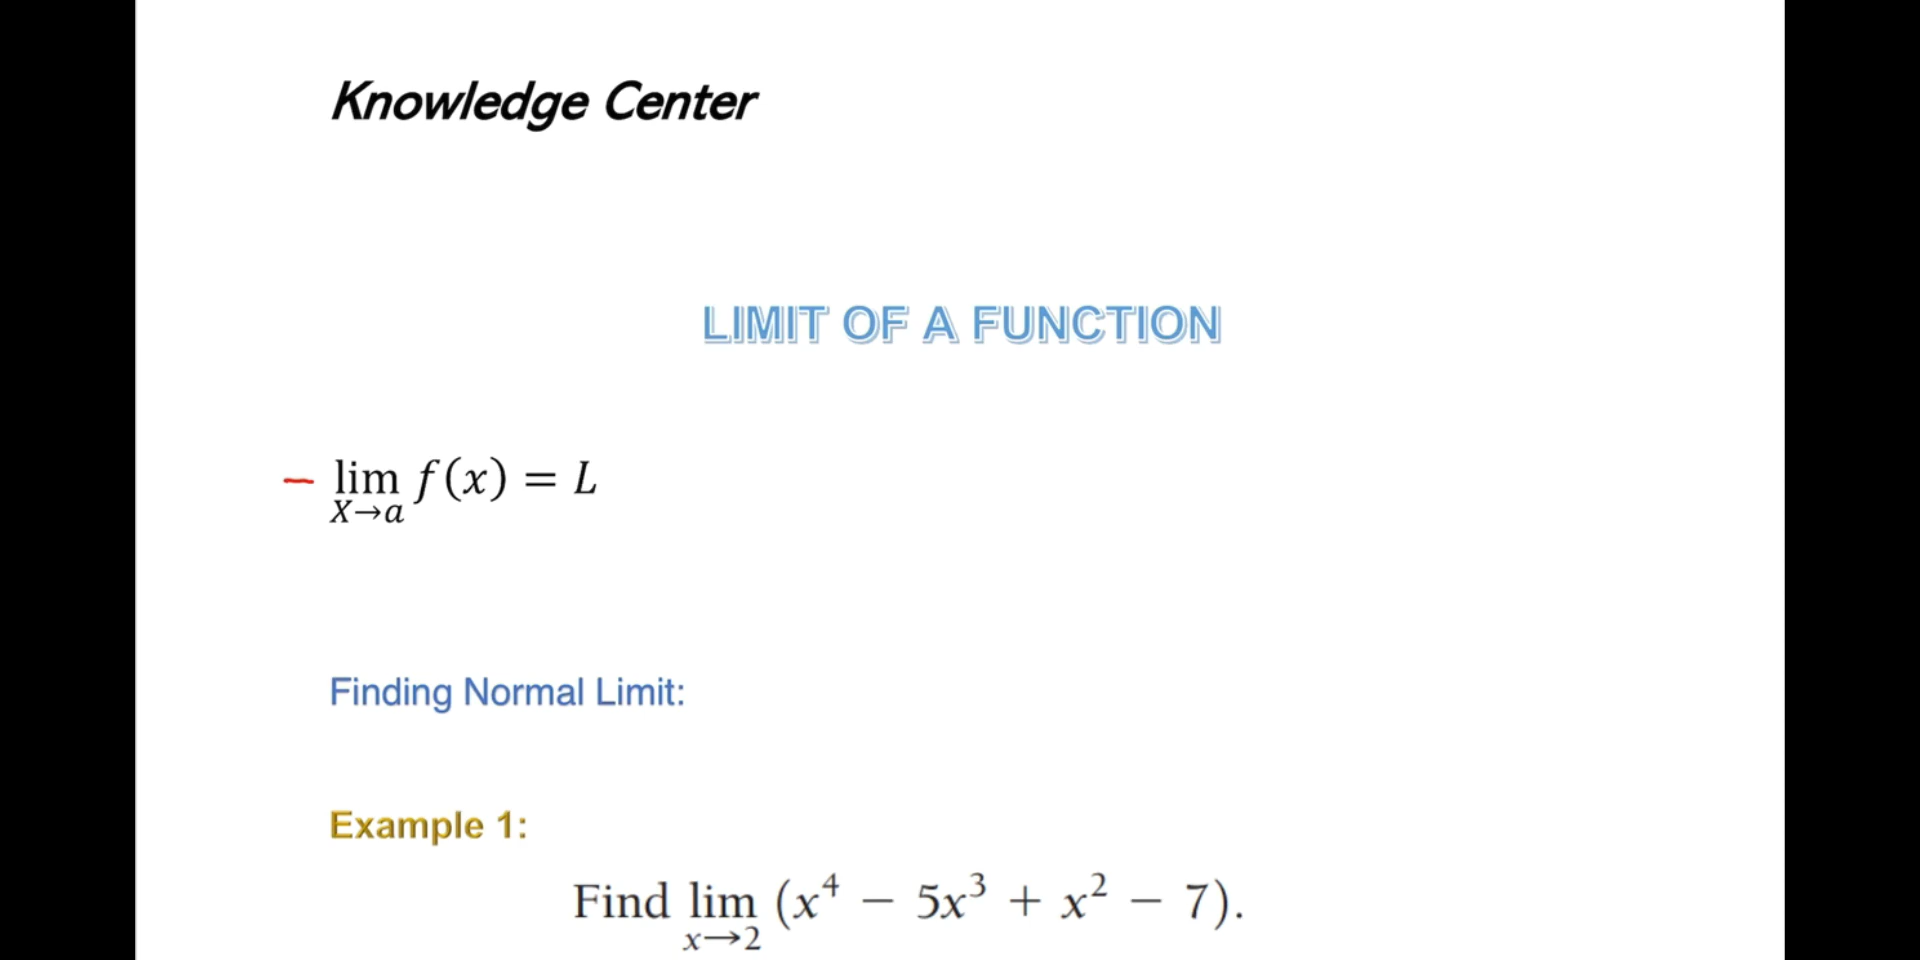 Knowledge Center
LIMIT OF A FUNCTION
lim f(x) = L
X→a
Finding Normal Limit:
Example 1:
Find lim (x⁴ − 5x³ + x² − 7).
x→2